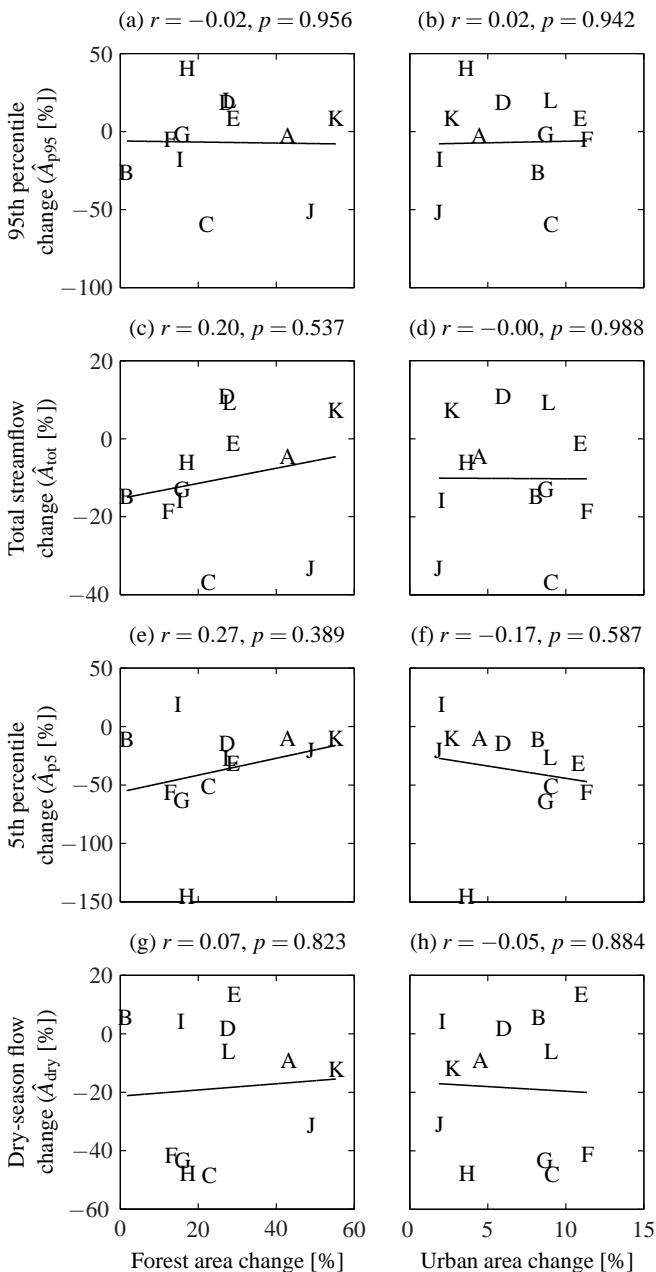 (a) r = −0.02, p = 0.956
(b) r = 0.02, p = 0.942
95th percentile
change (Â_p95 [%])
50
0
−50
−100
A
B
C
D
E
F
G
H
I
J
K
L
A
B
C
D
E
F
G
H
I
J
K
L
(c) r = 0.20, p = 0.537
(d) r = −0.00, p = 0.988
Total streamflow
change (Â_tot [%])
20
0
−20
−40
A
B
C
D
E
F
G
H
I
J
K
L
A
B
C
D
E
F
G
H
I
J
K
L
(e) r = 0.27, p = 0.389
(f) r = −0.17, p = 0.587
5th percentile
change (Â_p5 [%])
50
0
−50
−100
−150
A
B
C
D
E
F
G
H
I
J
K
L
A
B
C
D
E
F
G
H
I
J
K
L
(g) r = 0.07, p = 0.823
(h) r = −0.05, p = 0.884
Dry-season flow
change (Â_dry [%])
20
0
−20
−40
−60
A
B
C
D
E
F
G
H
I
J
K
L
A
B
C
D
E
F
G
H
I
J
K
L
0 20 40 60
0 5 10 15
Forest area change [%]
Urban area change [%]